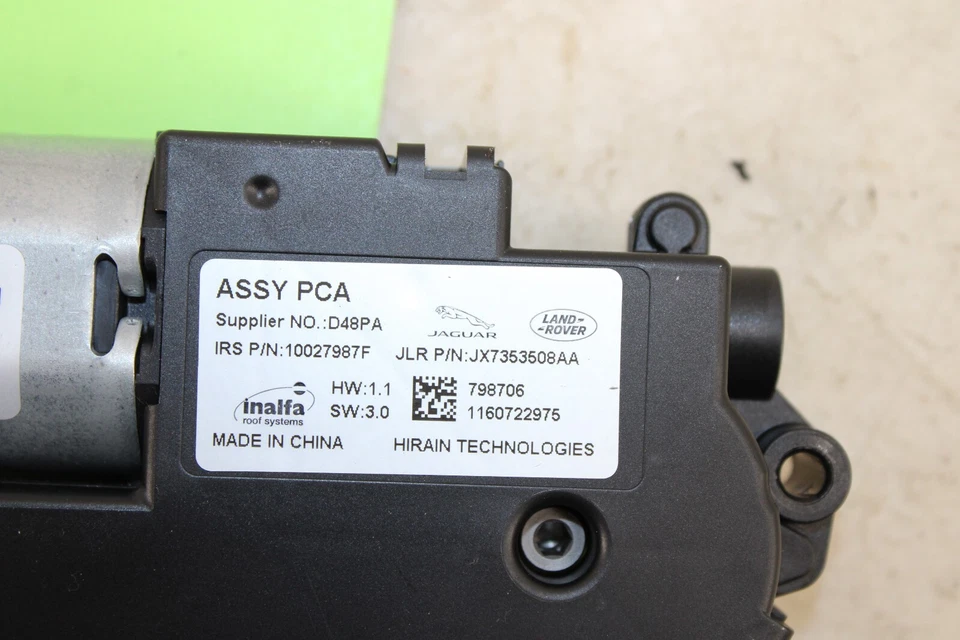 ASSY PCA
Supplier NO.:D48PA
JAGUAR
LAND-
-ROVER
IRS P/N:10027987F JLR P/N:JX7353508AA
inalfa
roof systems
HW:1.1
SW:3.0
798706
1160722975
MADE IN CHINA HIRAIN TECHNOLOGIES